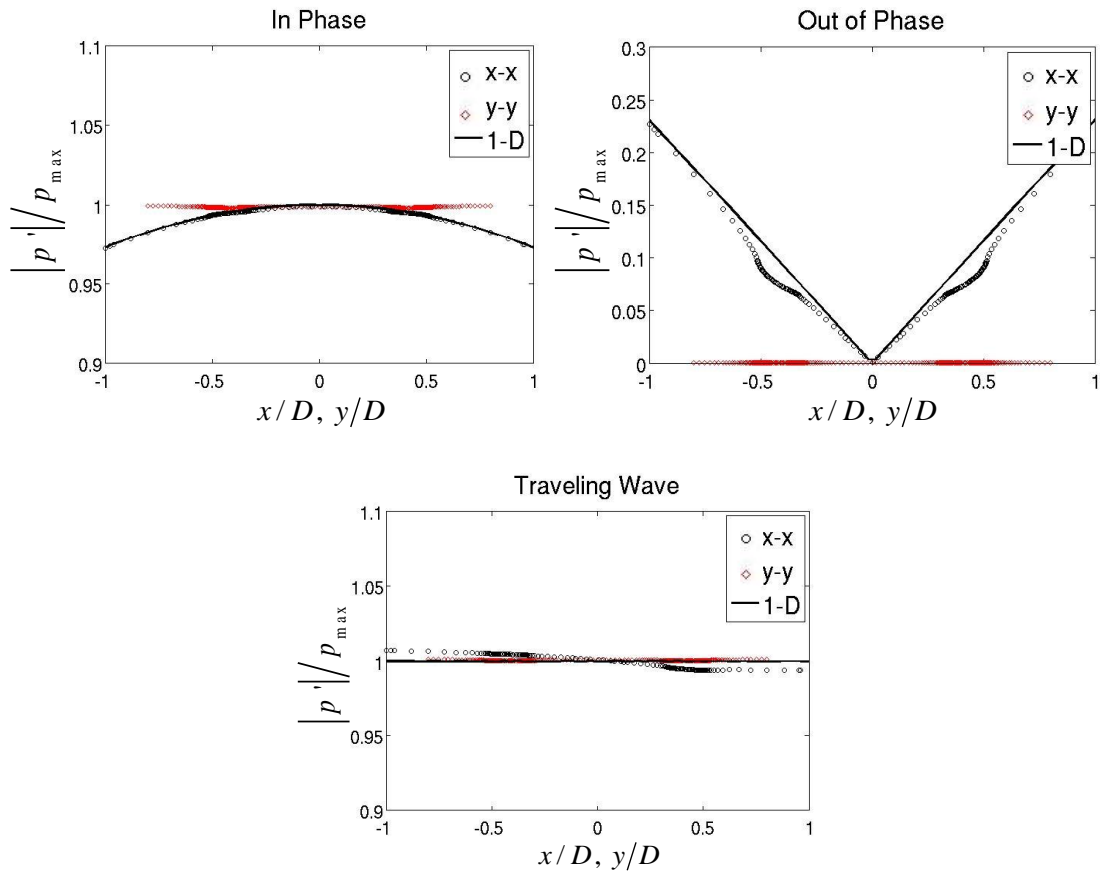 In Phase
1.1
1.05
1
0.95
0.9
-1 -0.5 0 0.5 1
|p'|/p max
x/D, y/D
x-x
y-y
1-D
Out of Phase
0.3
0.25
0.2
0.15
0.1
0.05
0
-1 -0.5 0 0.5 1
|p'|/p max
x/D, y/D
x-x
y-y
1-D
Traveling Wave
1.1
1.05
1
0.95
0.9
-1 -0.5 0 0.5 1
|p'|/p max
x/D, y/D
x-x
y-y
1-D